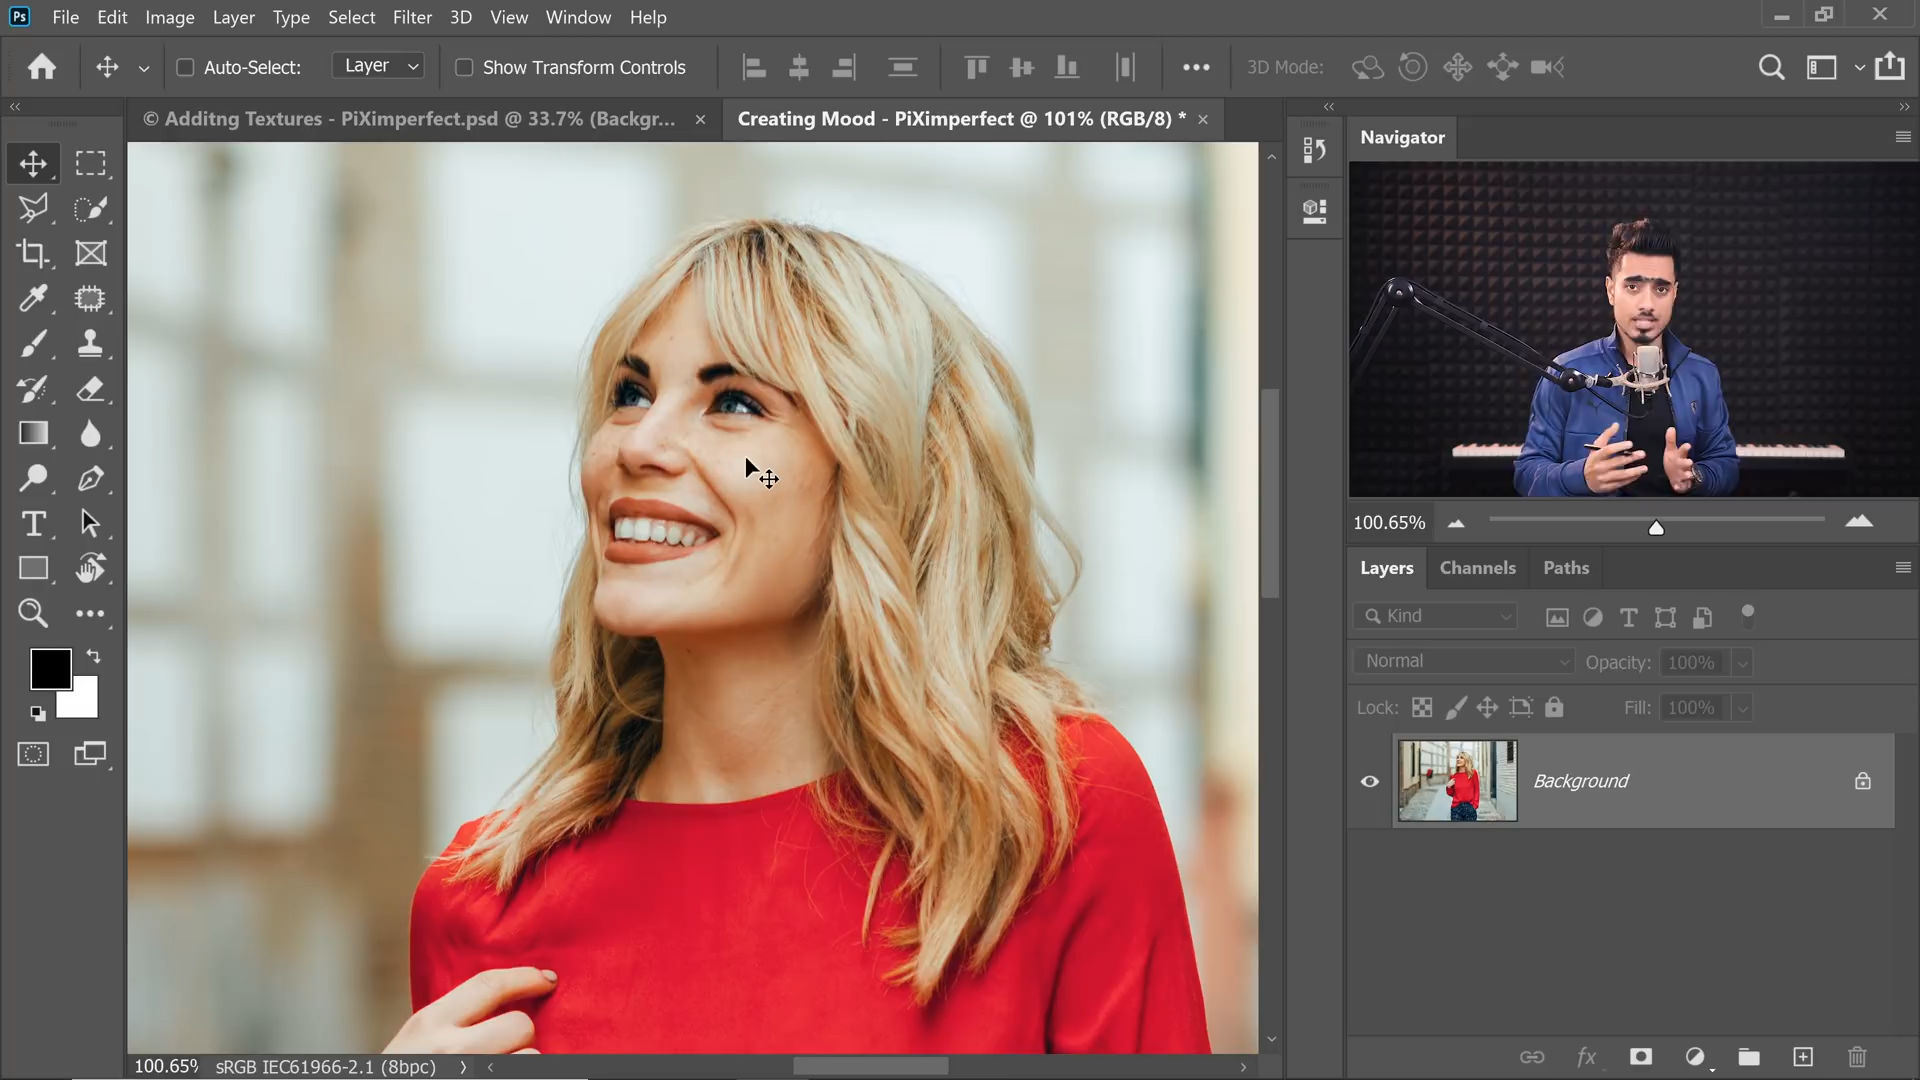 Ps File Edit Image Layer Type Select Filter 3D View Window Help
Auto-Select: Layer Show Transform Controls 3D Mode:
© Additng Textures - PiXimperfect.psd @ 33.7% (Backgr... × Creating Mood - PiXimperfect @ 101% (RGB/8) * ×
Navigator
100.65%
Layers Channels Paths
Kind
Normal Opacity: 100%
Lock: Fill: 100%
Background
100.65% sRGB IEC61966-2.1 (8bpc)
fx